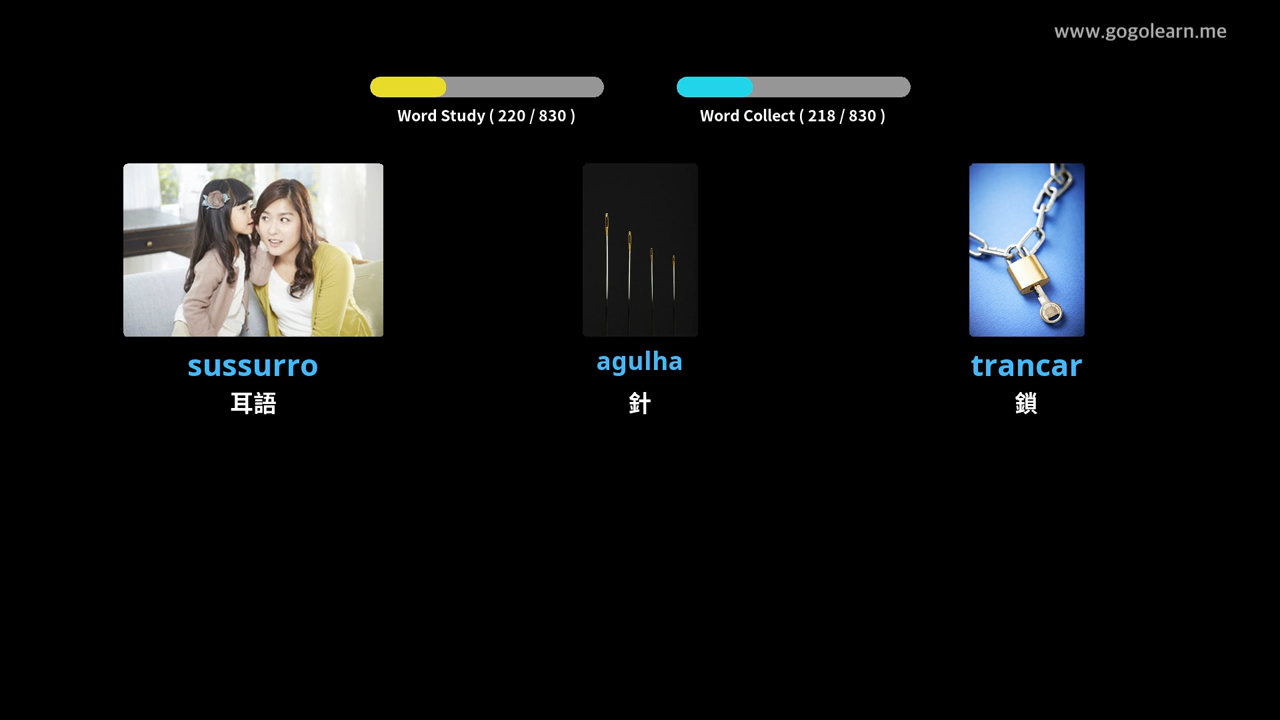 www.gogolearn.me
Word Study ( 220 / 830 )
Word Collect ( 218 / 830 )
sussurro
耳語
agulha
針
trancar
鎖